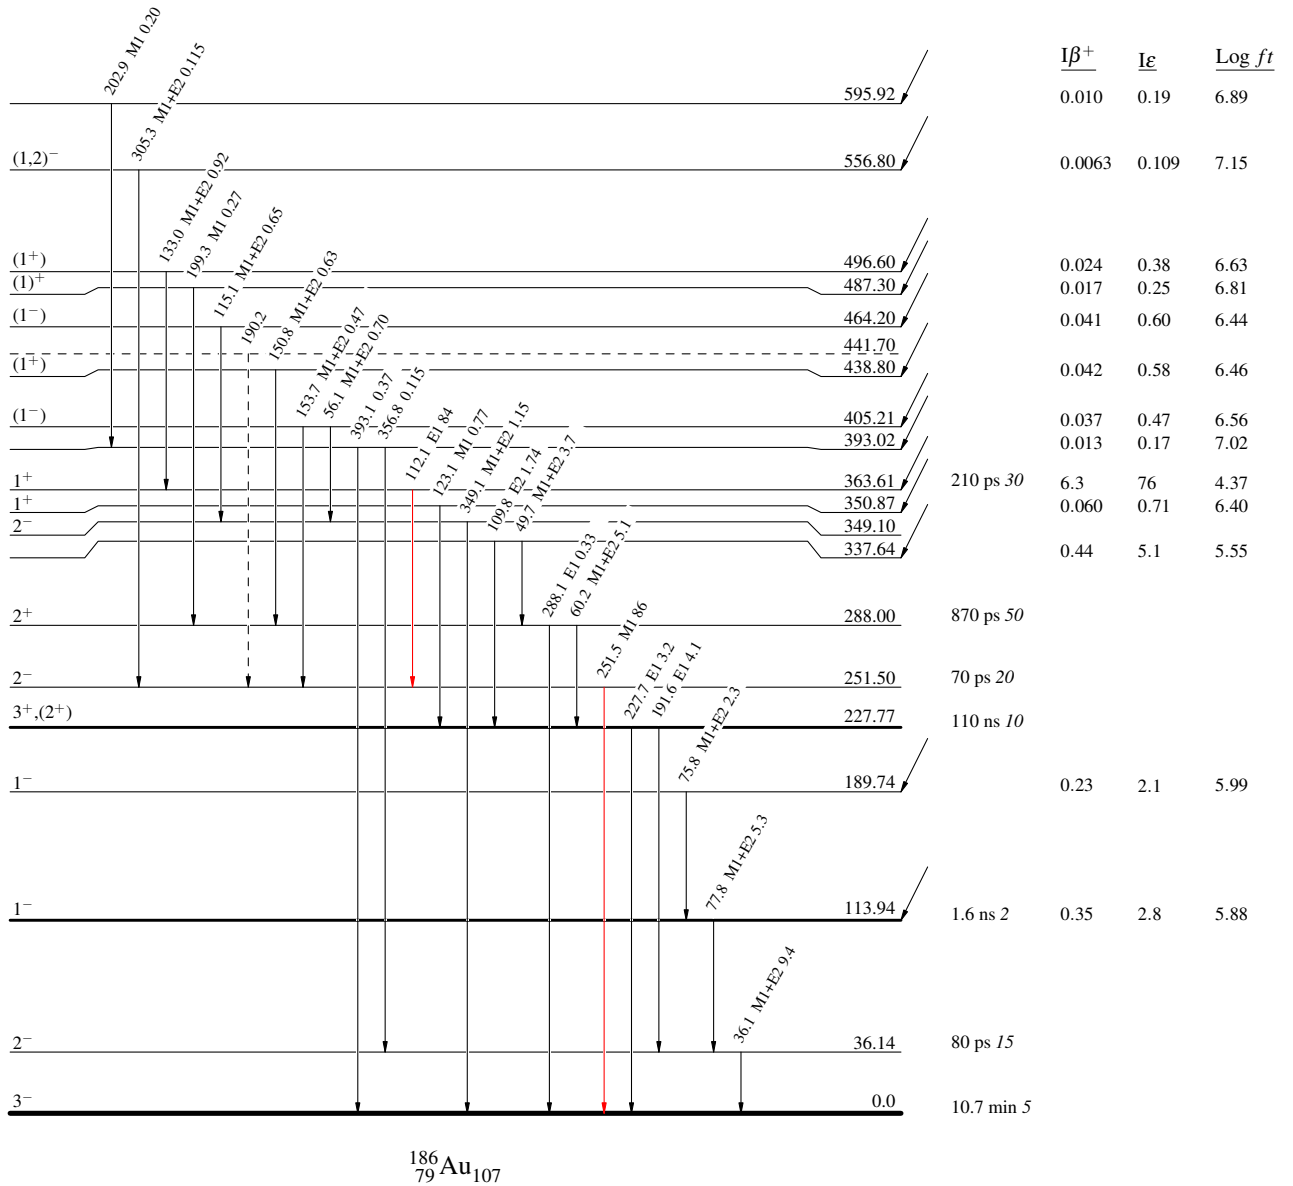 Iβ⁺ Iε Log ft
202.9 M1 0.20
305.3 M1+E2 0.115
133.0 M1+E2 0.92
199.3 M1 0.27
115.1 M1+E2 0.65
190.2
150.8 M1+E2 0.63
153.7 M1+E2 0.47
56.1 M1+E2 0.70
393.1 0.37
356.8 0.115
112.1 E1 84
123.1 M1 0.77
349.1 M1+E2 1.15
109.8 E2 1.74
49.7 M1+E2 3.7
288.1 E1 0.33
60.2 M1+E2 5.1
251.5 M1 86
227.7 E1 3.2
191.6 E1 4.1
75.8 M1+E2 2.3
77.8 M1+E2 5.3
36.1 M1+E2 9.4
595.92 0.010 0.19 6.89
(1,2)⁻ 556.80 0.0063 0.109 7.15
(1⁺) 496.60 0.024 0.38 6.63
(1)⁺ 487.30 0.017 0.25 6.81
(1⁻) 464.20 0.041 0.60 6.44
441.70
(1⁺) 438.80 0.042 0.58 6.46
(1⁻) 405.21 0.037 0.47 6.56
393.02 0.013 0.17 7.02
1⁺ 363.61 210 ps 30 6.3 76 4.37
1⁺ 350.87 0.060 0.71 6.40
2⁻ 349.10
337.64 0.44 5.1 5.55
2⁺ 288.00 870 ps 50
2⁻ 251.50 70 ps 20
3⁺,(2⁺) 227.77 110 ns 10
1⁻ 189.74 0.23 2.1 5.99
1⁻ 113.94 1.6 ns 2 0.35 2.8 5.88
2⁻ 36.14 80 ps 15
3⁻ 0.0 10.7 min 5
¹⁸⁶₇₉Au₁₀₇